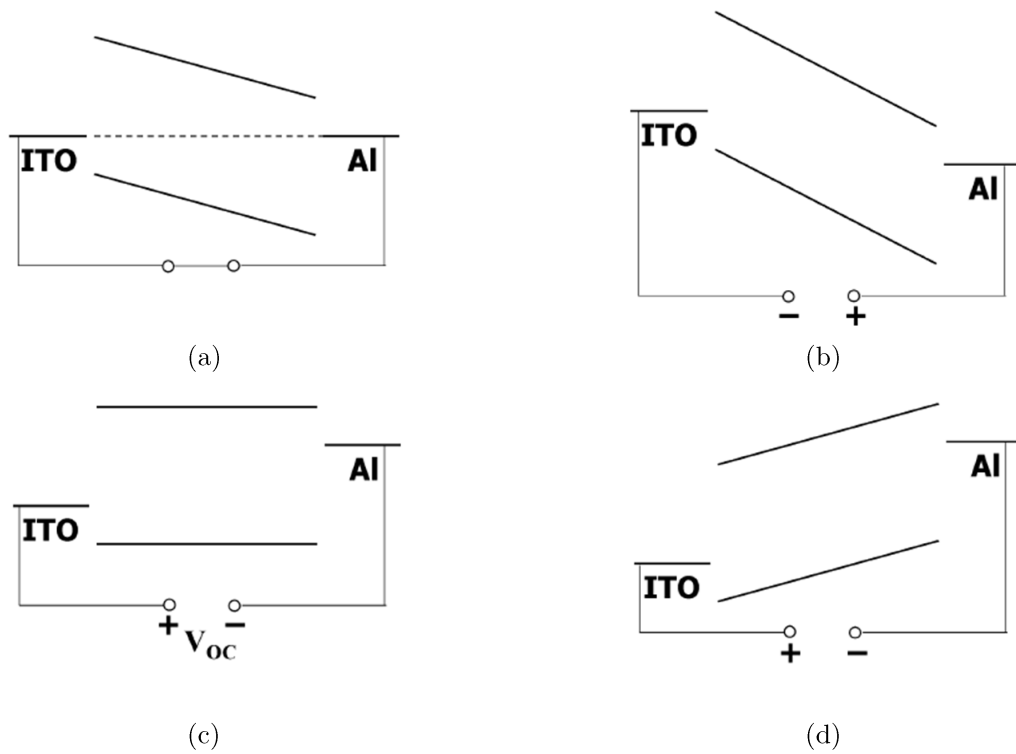 ITO Al
(a)
ITO Al
− +
(b)
ITO Al
+ −
VOC
(c)
ITO Al
+ −
(d)